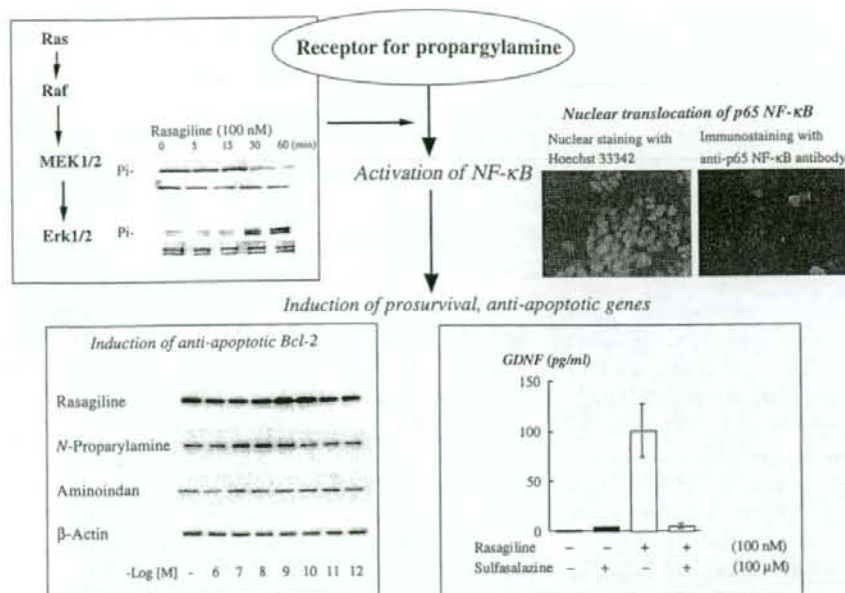 Receptor for propargylamine
Ras
Raf
MEK1/2
Erk1/2
Rasagiline (100 nM)
0 5 15 30 60 (min)
Pi-
Pi-
Activation of NF-κB
Nuclear translocation of p65 NF-κB
Nuclear staining with
Hoechst 33342
Immunostaining with
anti-p65 NF-κB antibody
Induction of prosurvival, anti-apoptotic genes
Induction of anti-apoptotic Bcl-2
Rasagiline
N-Proparylamine
Aminoindan
β-Actin
-Log [M] - 6 7 8 9 10 11 12
GDNF (pg/ml)
150
100
50
0
Rasagiline – – + + (100 nM)
Sulfasalazine – + – + (100 μM)